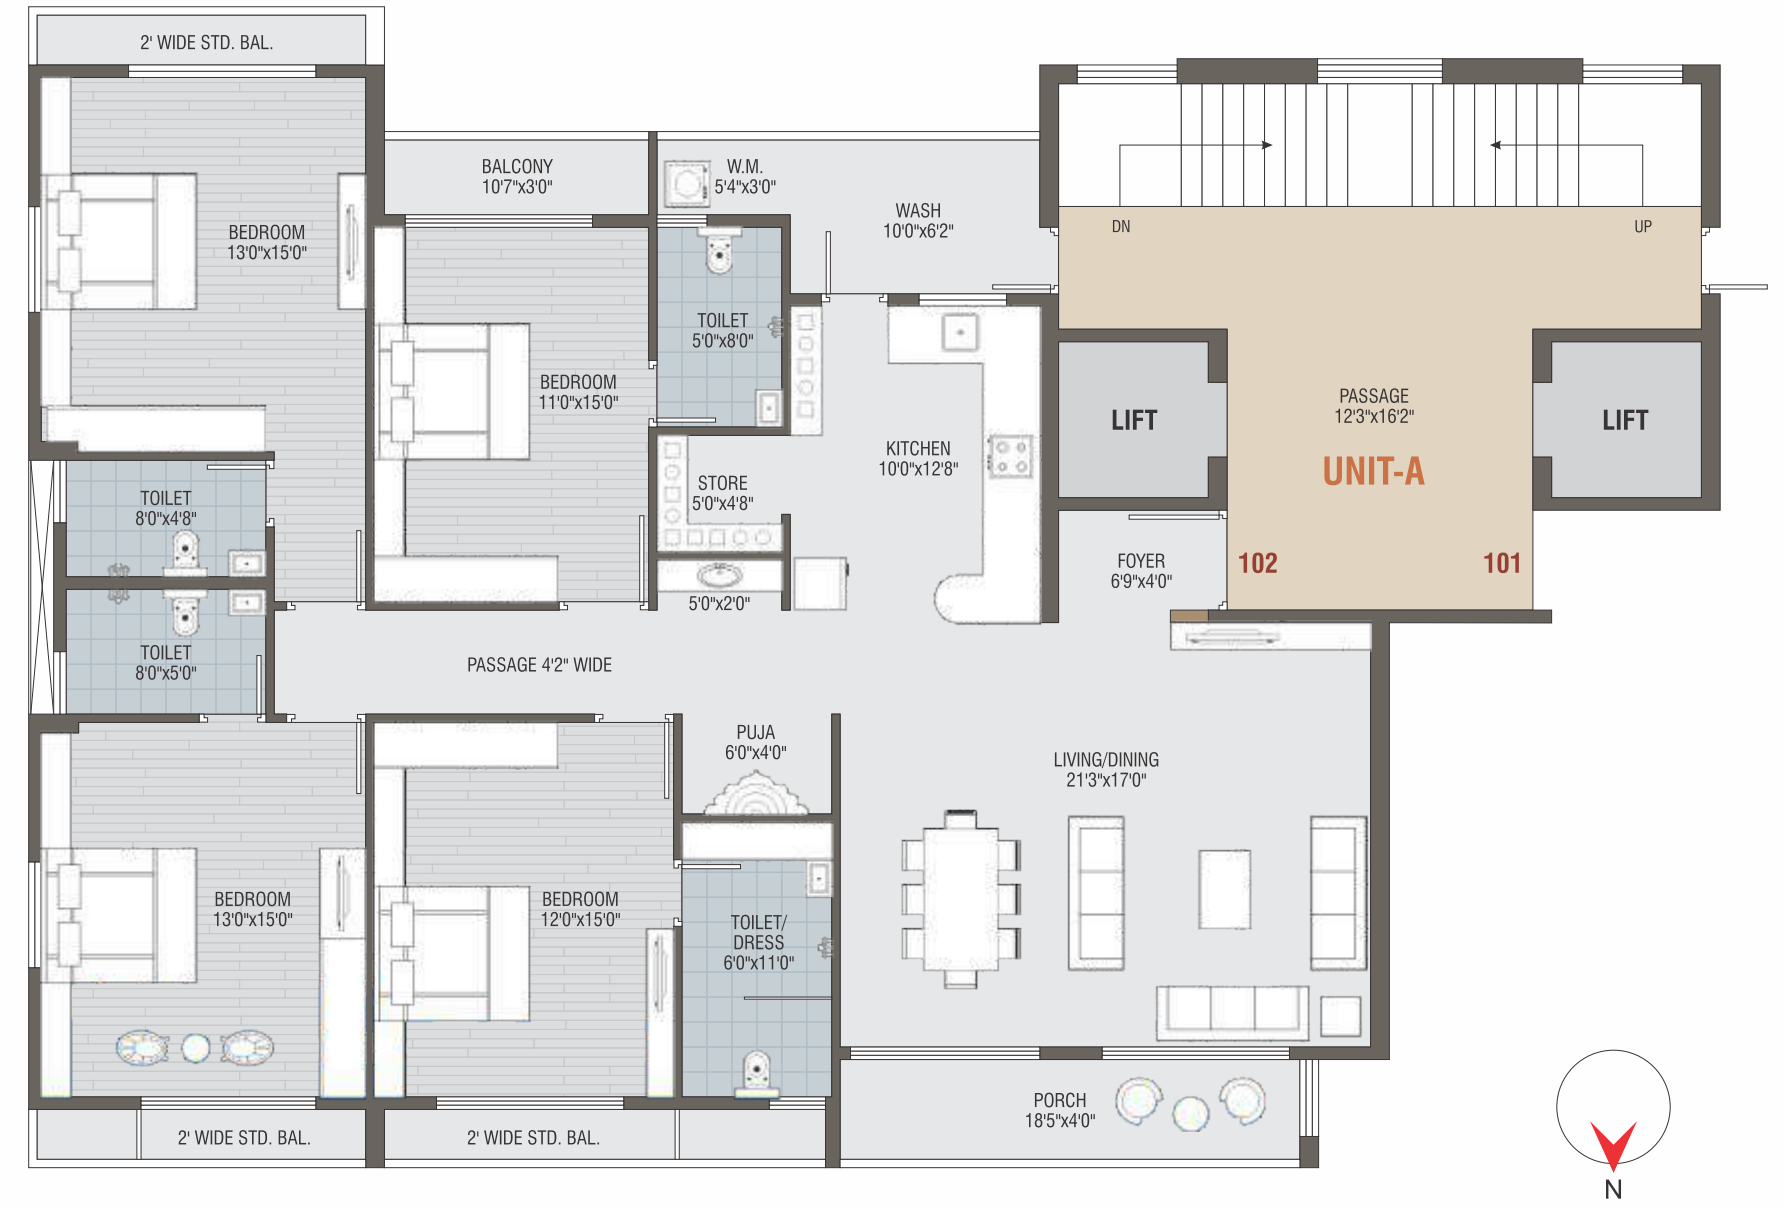 2' WIDE STD. BAL.
BALCONY
10'7"x3'0"
W.M.
5'4"x3'0"
WASH
10'0"x6'2"
DN
UP
BEDROOM
13'0"x15'0"
BEDROOM
11'0"x15'0"
TOILET
5'0"x8'0"
KITCHEN
10'0"x12'8"
STORE
5'0"x4'8"
LIFT
PASSAGE
12'3"x16'2"
UNIT-A
LIFT
TOILET
8'0"x4'8"
FOYER
6'9"x4'0"
102
101
5'0"x2'0"
TOILET
8'0"x5'0"
PASSAGE 4'2" WIDE
PUJA
6'0"x4'0"
LIVING/DINING
21'3"x17'0"
BEDROOM
13'0"x15'0"
BEDROOM
12'0"x15'0"
TOILET/
DRESS
6'0"x11'0"
PORCH
18'5"x4'0"
2' WIDE STD. BAL.
2' WIDE STD. BAL.
N